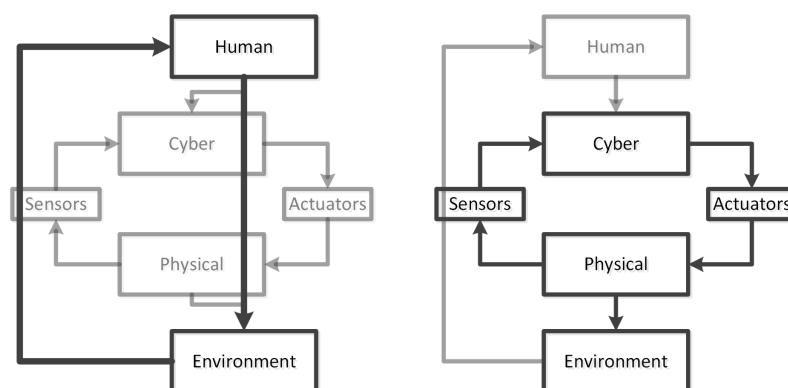 Human
Cyber
Sensors
Actuators
Physical
Environment
Human
Cyber
Sensors
Actuators
Physical
Environment